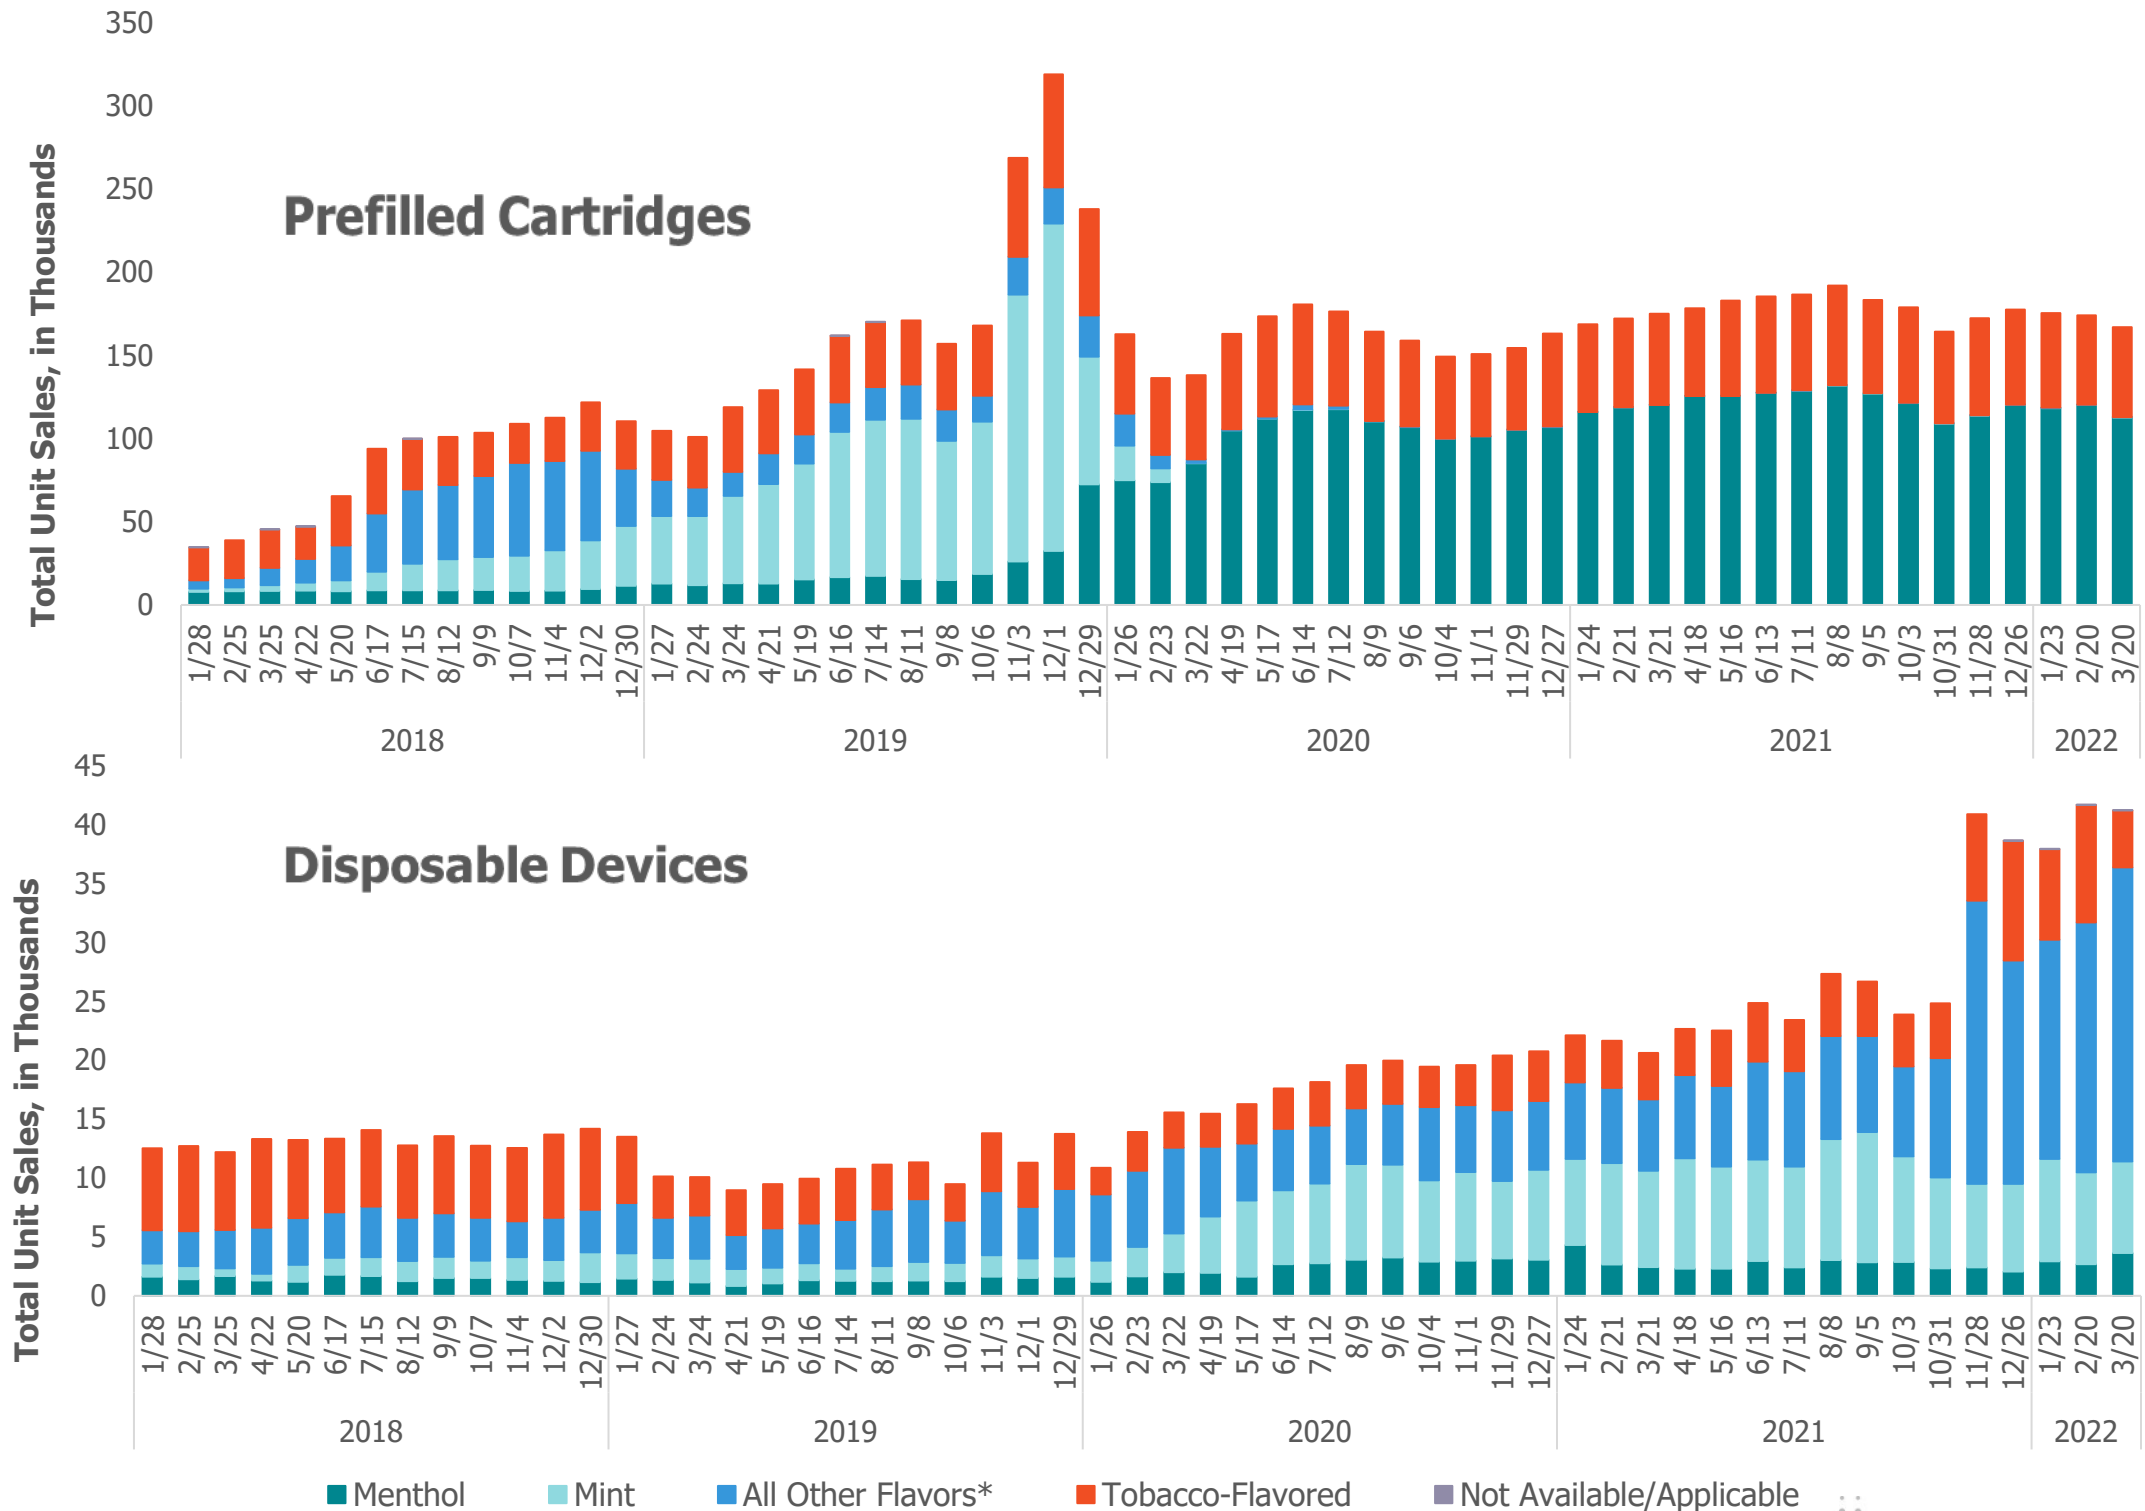 350
300
250
200
150
100
50
0
Total Unit Sales, in Thousands
Prefilled Cartridges
1/28 2/25 3/25 4/22 5/20 6/17 7/15 8/12 9/9 10/7 11/4 12/2 12/30 1/27 2/24 3/24 4/21 5/19 6/16 7/14 8/11 9/8 10/6 11/3 12/1 12/29 1/26 2/23 3/22 4/19 5/17 6/14 7/12 8/9 9/6 10/4 11/1 11/29 12/27 1/24 2/21 3/21 4/18 5/16 6/13 7/11 8/8 9/5 10/3 10/31 11/28 12/26 1/23 2/20 3/20
2018 2019 2020 2021 2022
45
40
35
30
25
20
15
10
5
0
Total Unit Sales, in Thousands
Disposable Devices
1/28 2/25 3/25 4/22 5/20 6/17 7/15 8/12 9/9 10/7 11/4 12/2 12/30 1/27 2/24 3/24 4/21 5/19 6/16 7/14 8/11 9/8 10/6 11/3 12/1 12/29 1/26 2/23 3/22 4/19 5/17 6/14 7/12 8/9 9/6 10/4 11/1 11/29 12/27 1/24 2/21 3/21 4/18 5/16 6/13 7/11 8/8 9/5 10/3 10/31 11/28 12/26 1/23 2/20 3/20
2018 2019 2020 2021 2022
Menthol Mint All Other Flavors* Tobacco-Flavored Not Available/Applicable